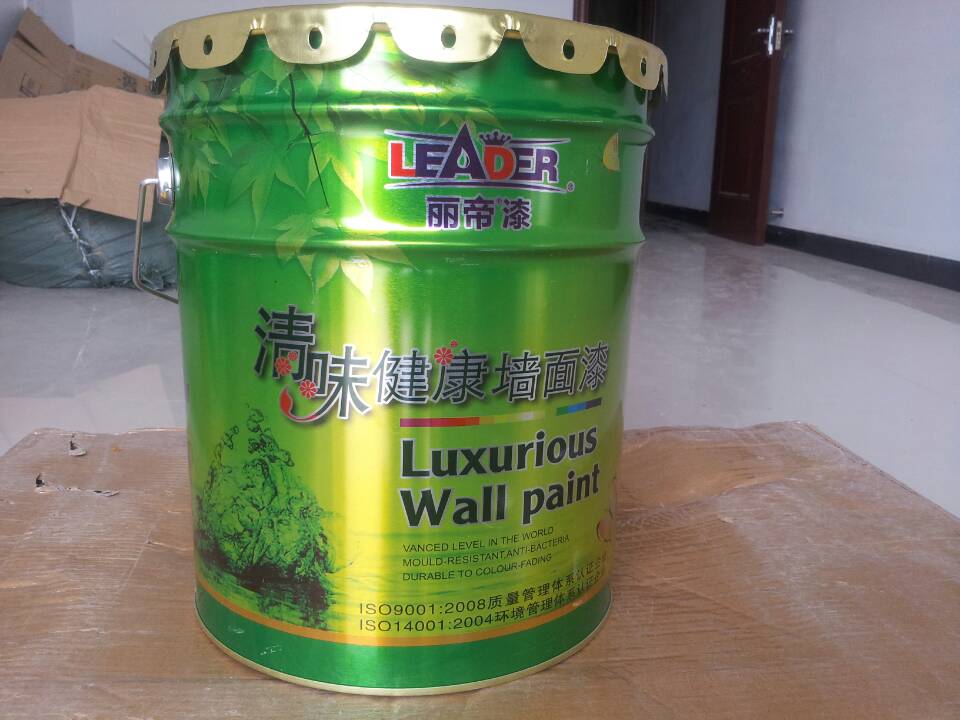 LEADER
丽帝漆
清味健康墙面漆
Luxurious
Wall paint
VANCED LEVEL IN THE WORLD
MOULD-RESISTANT,ANTI-BACTERIA
DURABLE TO COLOUR-FADING
ISO9001:2008质量管理体系认证企业
ISO14001:2004环境管理体系认证企业